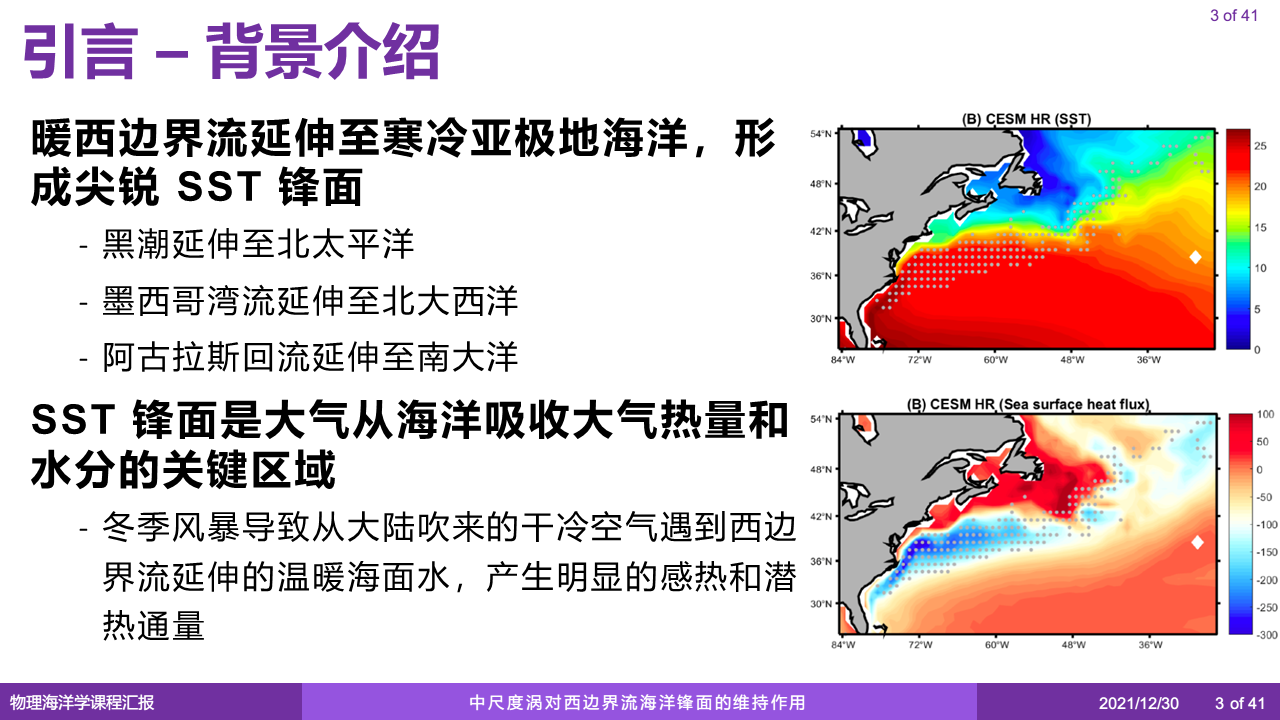 3 of 41
引言 – 背景介绍
暖西边界流延伸至寒冷亚极地海洋，形
成尖锐 SST 锋面
- 黑潮延伸至北太平洋
- 墨西哥湾流延伸至北大西洋
- 阿古拉斯回流延伸至南大洋
SST 锋面是大气从海洋吸收大气热量和
水分的关键区域
- 冬季风暴导致从大陆吹来的干冷空气遇到西边
界流延伸的温暖海面水，产生明显的感热和潜
热通量
(B) CESM HR (SST)
54°N
48°N
42°N
36°N
30°N
84°W 72°W 60°W 48°W 36°W
25
20
15
10
5
0
(B) CESM HR (Sea surface heat flux)
54°N
48°N
42°N
36°N
30°N
84°W 72°W 60°W 48°W 36°W
100
50
0
-50
-100
-150
-200
-250
-300
物理海洋学课程汇报 中尺度涡对西边界流海洋锋面的维持作用 2021/12/30 3 of 41